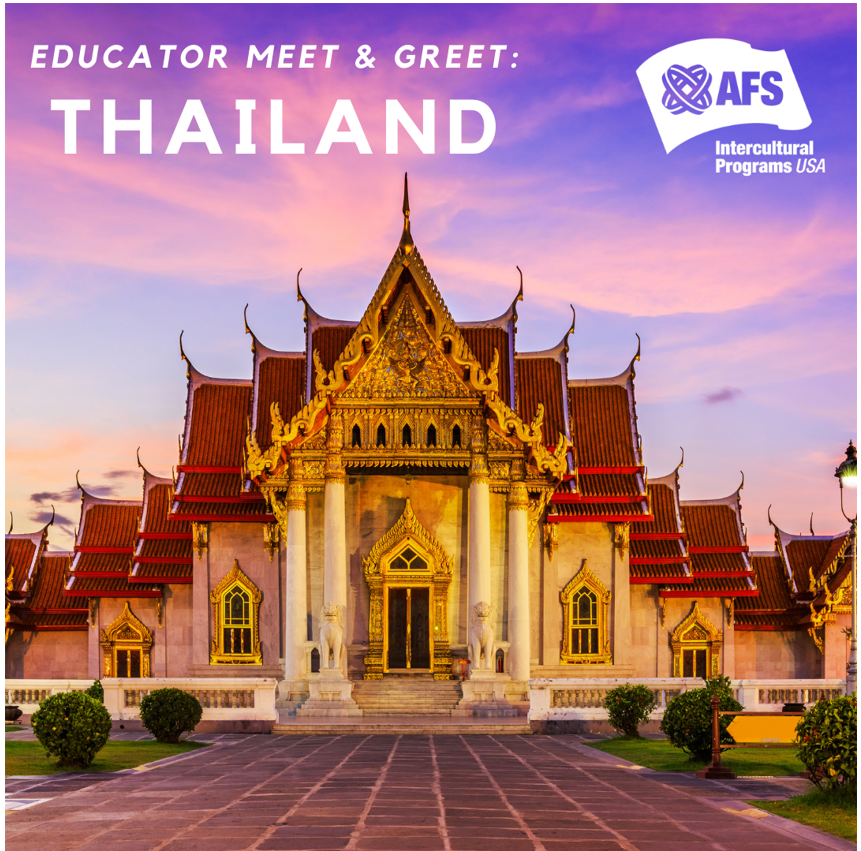 EDUCATOR MEET & GREET:
THAILAND
AFS
Intercultural
Programs USA